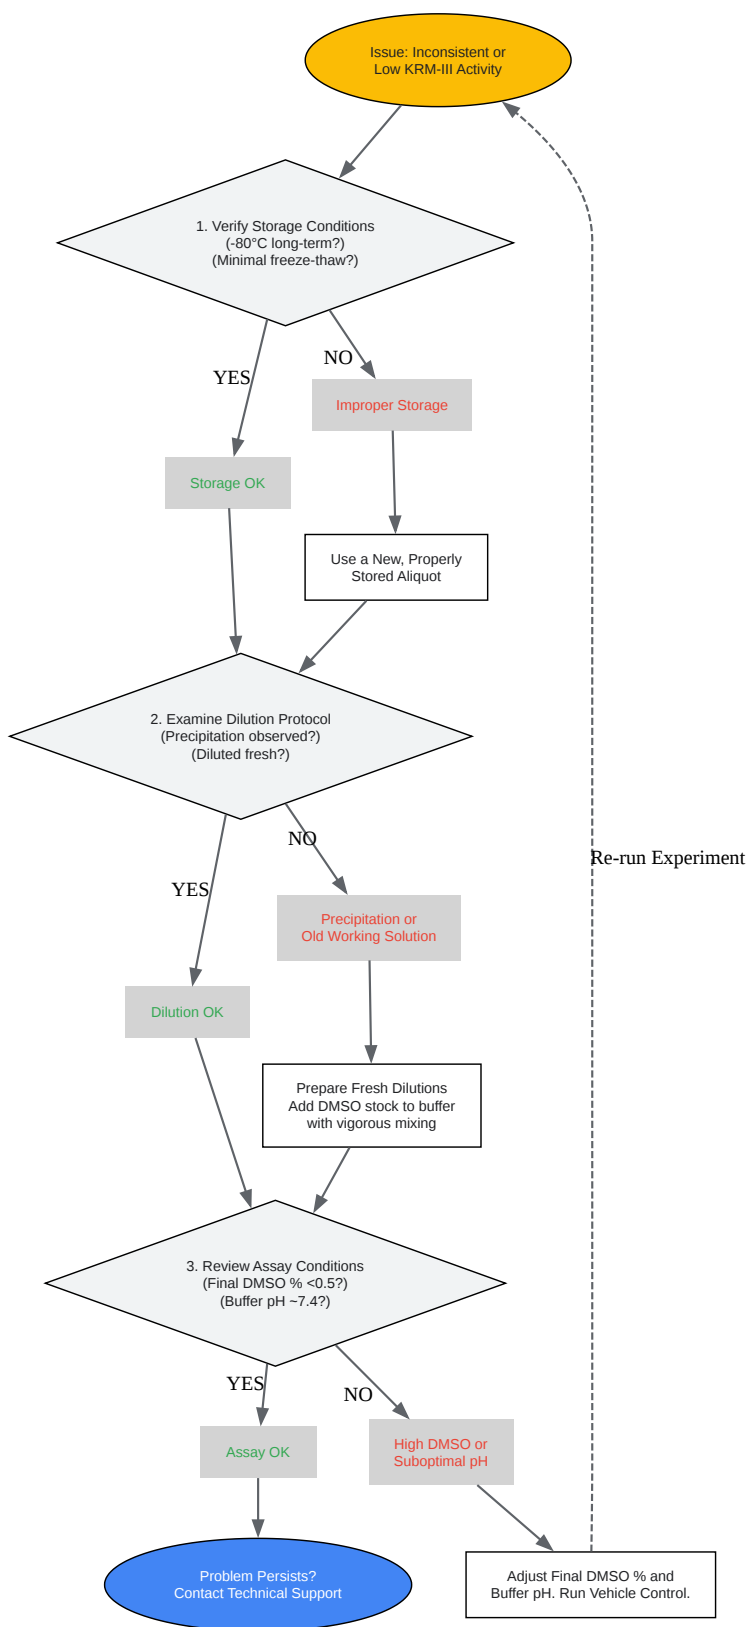 Issue: Inconsistent or
Low KRM-III Activity
1. Verify Storage Conditions
(-80°C long-term?)
(Minimal freeze-thaw?)
NO
YES
Improper Storage
Storage OK
Use a New, Properly
Stored Aliquot
2. Examine Dilution Protocol
(Precipitation observed?)
(Diluted fresh?)
NO
Re-run Experiment
YES
Precipitation or
Old Working Solution
Dilution OK
Prepare Fresh Dilutions
Add DMSO stock to buffer
with vigorous mixing
3. Review Assay Conditions
(Final DMSO % <0.5?)
(Buffer pH ~7.4?)
YES
NO
Assay OK
High DMSO or
Suboptimal pH
Problem Persists?
Contact Technical Support
Adjust Final DMSO % and
Buffer pH. Run Vehicle Control.